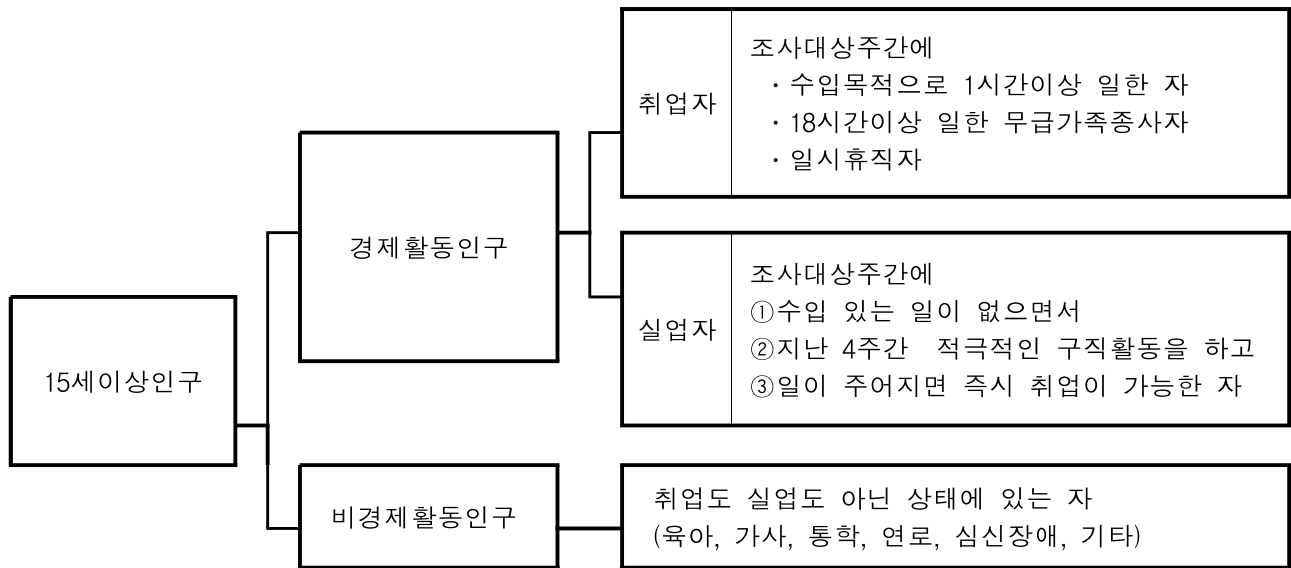 15세이상인구
경제활동인구
취업자
조사대상주간에
· 수입목적으로 1시간이상 일한 자
· 18시간이상 일한 무급가족종사자
· 일시휴직자
실업자
조사대상주간에
①수입 있는 일이 없으면서
②지난 4주간 적극적인 구직활동을 하고
③일이 주어지면 즉시 취업이 가능한 자
비경제활동인구
취업도 실업도 아닌 상태에 있는 자
(육아, 가사, 통학, 연로, 심신장애, 기타)